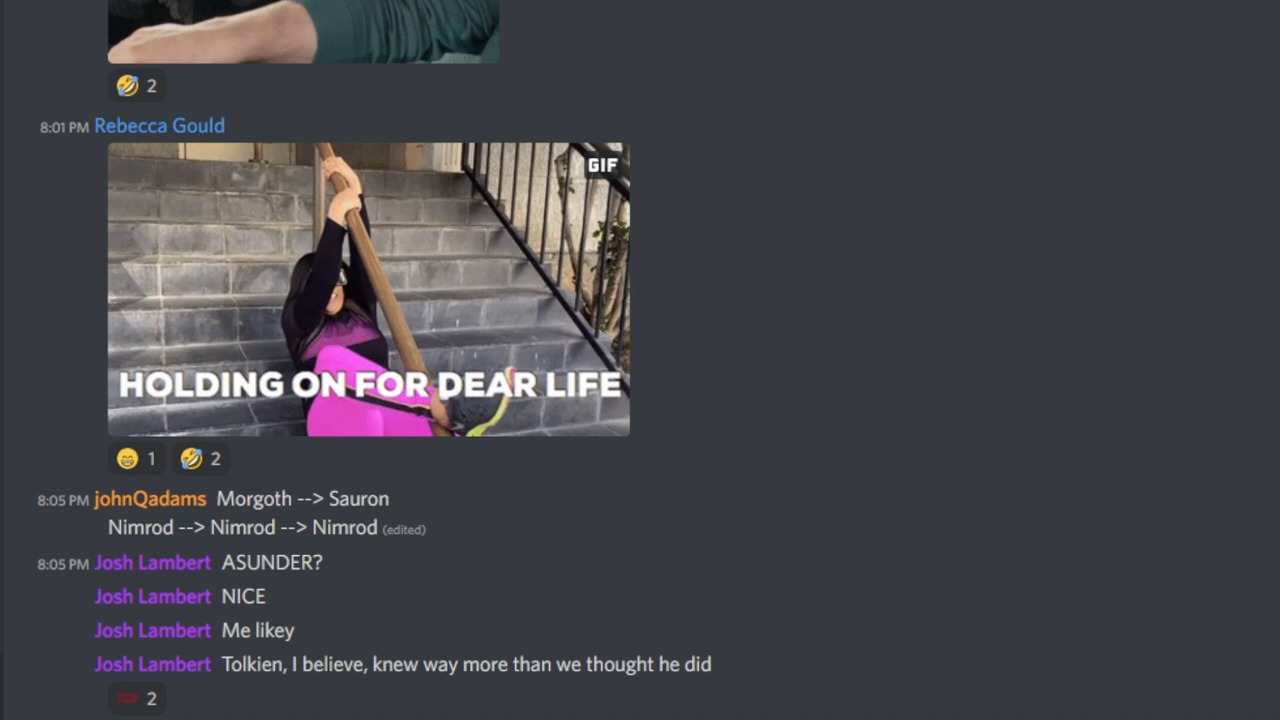 2
8:01 PM Rebecca Gould
GIF
HOLDING ON FOR DEAR LIFE
1 2
8:05 PM johnQadams Morgoth --> Sauron
Nimrod --> Nimrod --> Nimrod (edited)
8:05 PM Josh Lambert ASUNDER?
Josh Lambert NICE
Josh Lambert Me likey
Josh Lambert Tolkien, I believe, knew way more than we thought he did
2